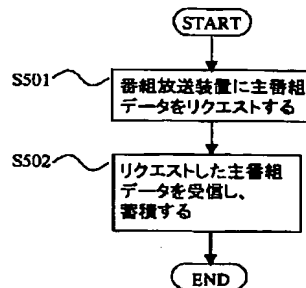 START
S501
番組放送装置に主番組
データをリクエストする
S502
リクエストした主番組
データを受信し、
蓄積する
END